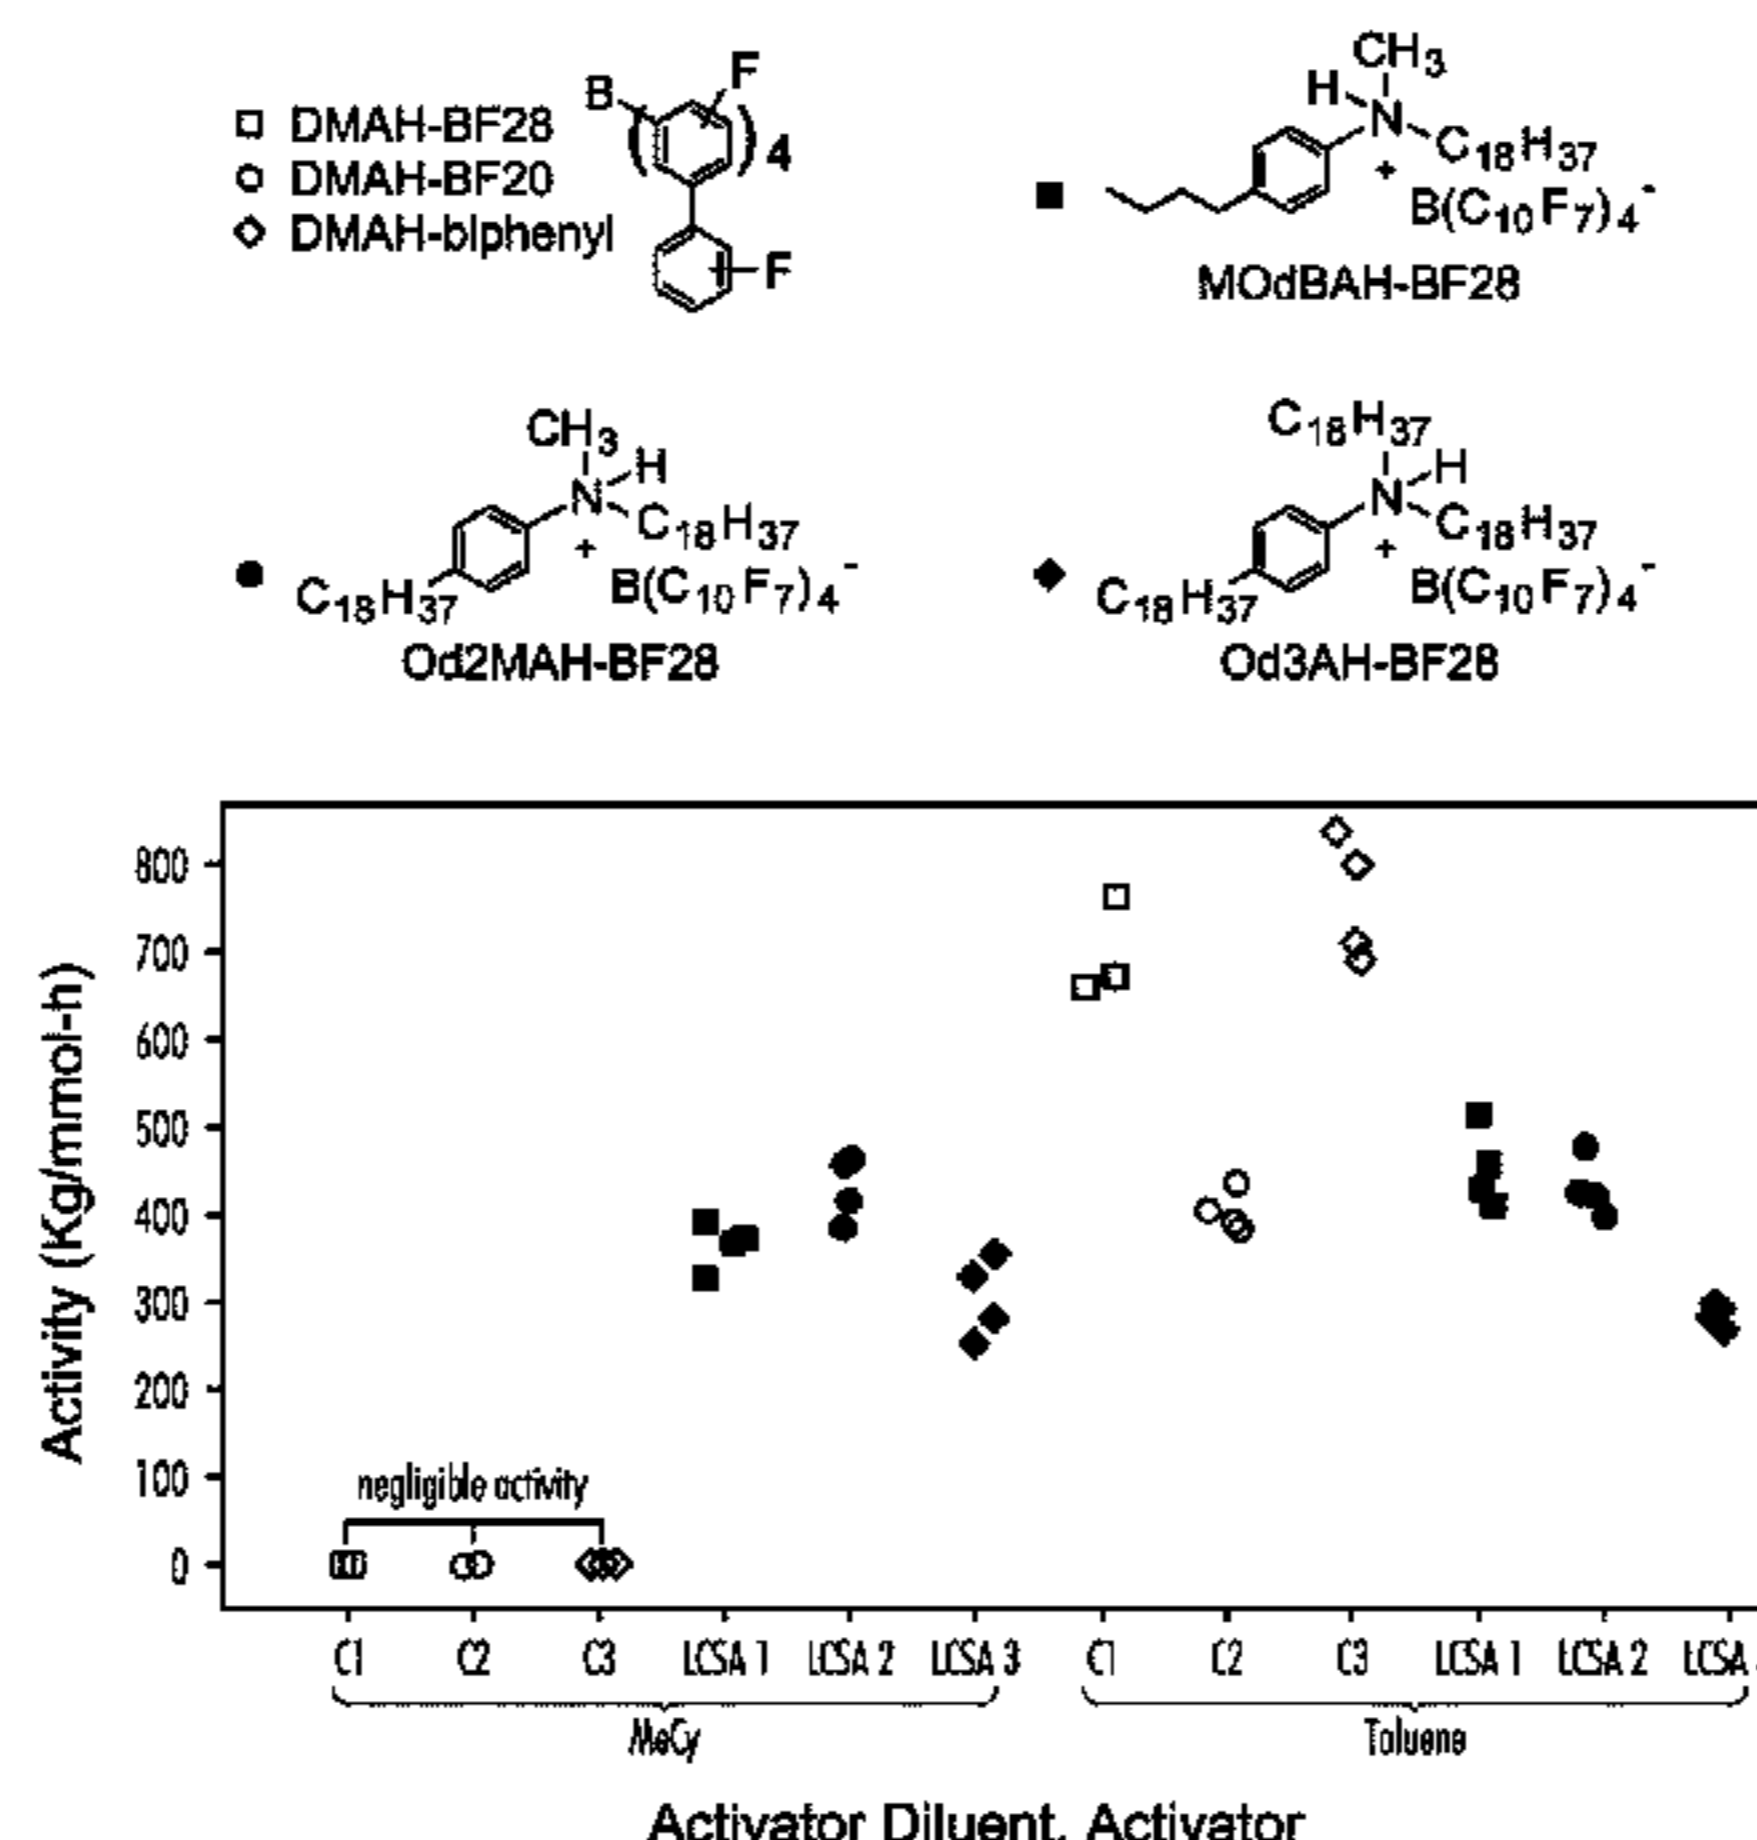 □ DMAH-BF28
○ DMAH-BF20
◇ DMAH-biphenyl
B
F
( )4
F
CH3
H
N
C18H37
+
B(C10F7)4-
■
MOdBAH-BF28
CH3
H
N
C18H37
+
● C18H37
B(C10F7)4-
Od2MAH-BF28
C18H37
H
N
C18H37
+
◆ C18H37
B(C10F7)4-
Od3AH-BF28
Activity (Kg/mmol-h)
800
700
600
500
400
300
200
100
0
negligible activity
C1 C2 C3 LCSA 1 LCSA 2 LCSA 3 C1 C2 C3 LCSA 1 LCSA 2 LCSA
MeCy Toluene
Activator Diluent, Activator